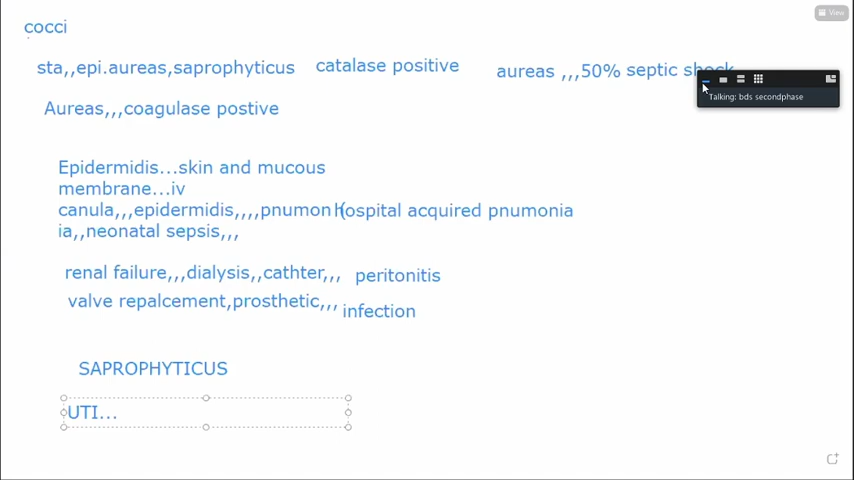 View
cocci
sta,,epi.aureas,saprophyticus catalase positive aureas ,,,50% septic shock
Talking: bds secondphase
Aureas,,,coagulase postive
Epidermidis...skin and mucous
membrane...iv
canula,,,epidermidis,,,,pnumon (hospital acquired pnumonia
ia,,neonatal sepsis,,,
renal failure,,,dialysis,,cathter,,, peritonitis
valve repalcement,prosthetic,,, infection
SAPROPHYTICUS
UTI...